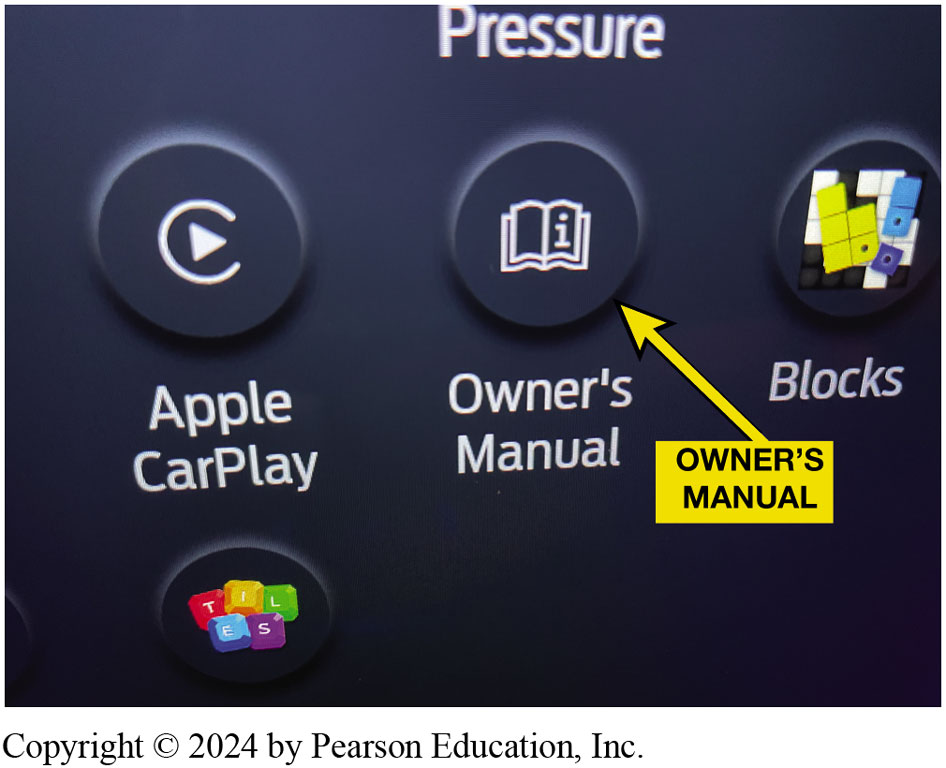 Pressure
Apple
CarPlay
Owner's
Manual
Blocks
OWNER’S
MANUAL
i
T I L
E S
Copyright © 2024 by Pearson Education, Inc.